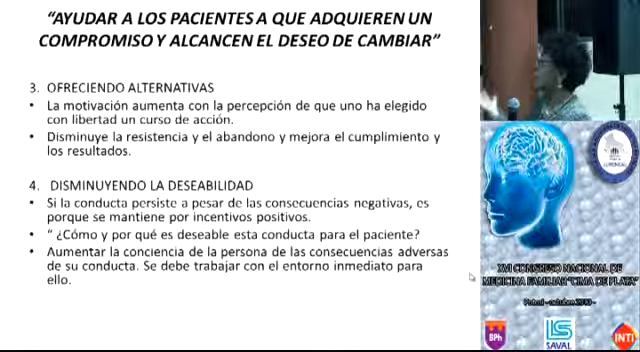 “AYUDAR A LOS PACIENTES A QUE ADQUIEREN UN
COMPROMISO Y ALCANCEN EL DESEO DE CAMBIAR”
3. OFRECIENDO ALTERNATIVAS
• La motivación aumenta con la percepción de que uno ha elegido
con libertad un curso de acción.
• Disminuye la resistencia y el abandono y mejora el cumplimiento y
los resultados.
4. DISMINUYENDO LA DESEABILIDAD
• Si la conducta persiste a pesar de las consecuencias negativas, es
porque se mantiene por incentivos positivos.
• “ ¿Cómo y por qué es deseable esta conducta para el paciente?
• Aumentar la conciencia de la persona de las consecuencias adversas
de su conducta. Se debe trabajar con el entorno inmediato para
ello.
XVI CONGRESO NACIONAL DE
MEDICINA FAMILIAR "CIMA DE PLATA"
BPh
SAVAL
INTI